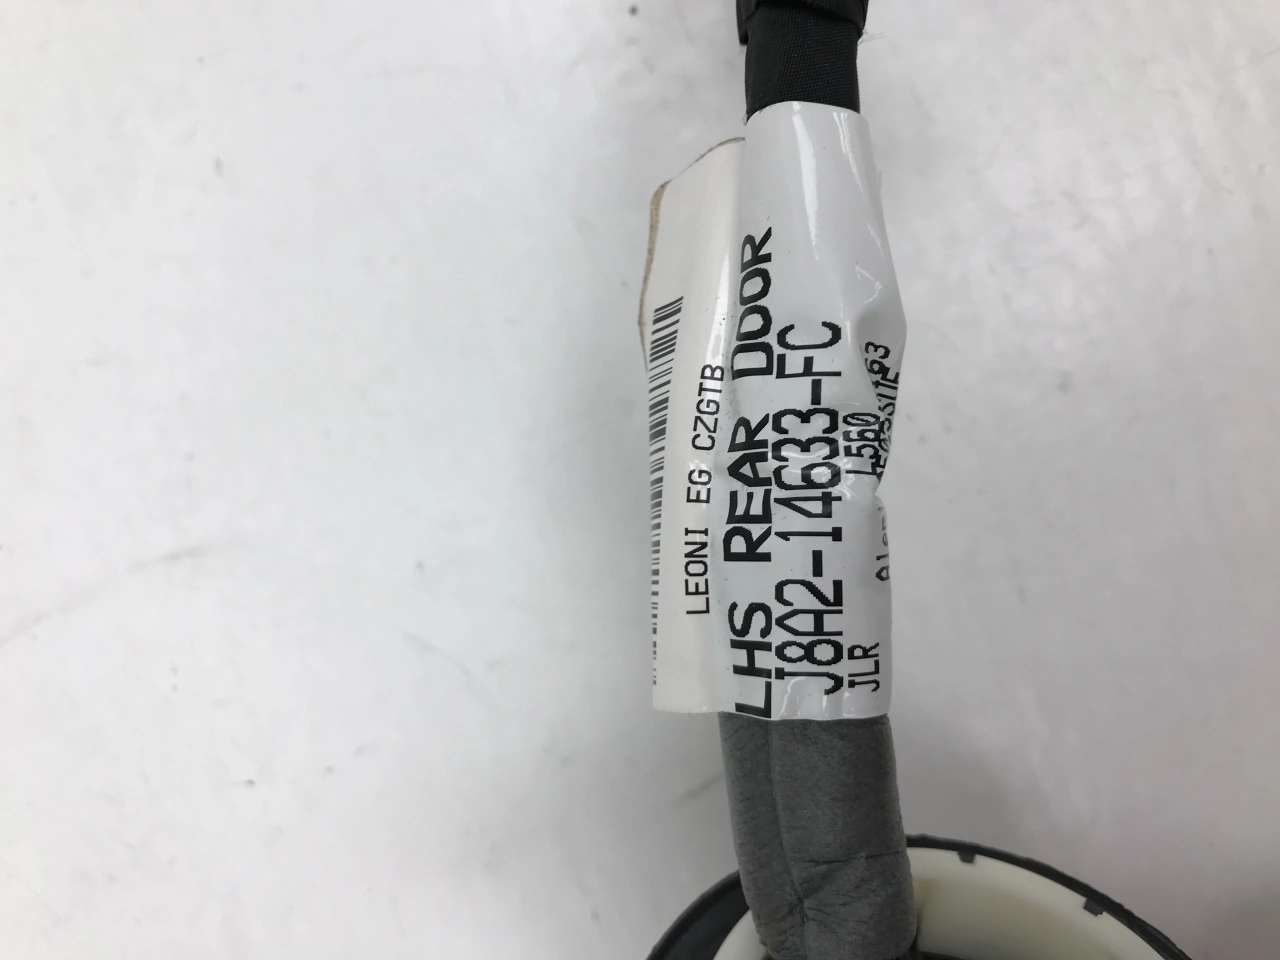 LEONI EG CZGTB
LHS REAR DOOR
J8A2-14633-FC
JLR L560